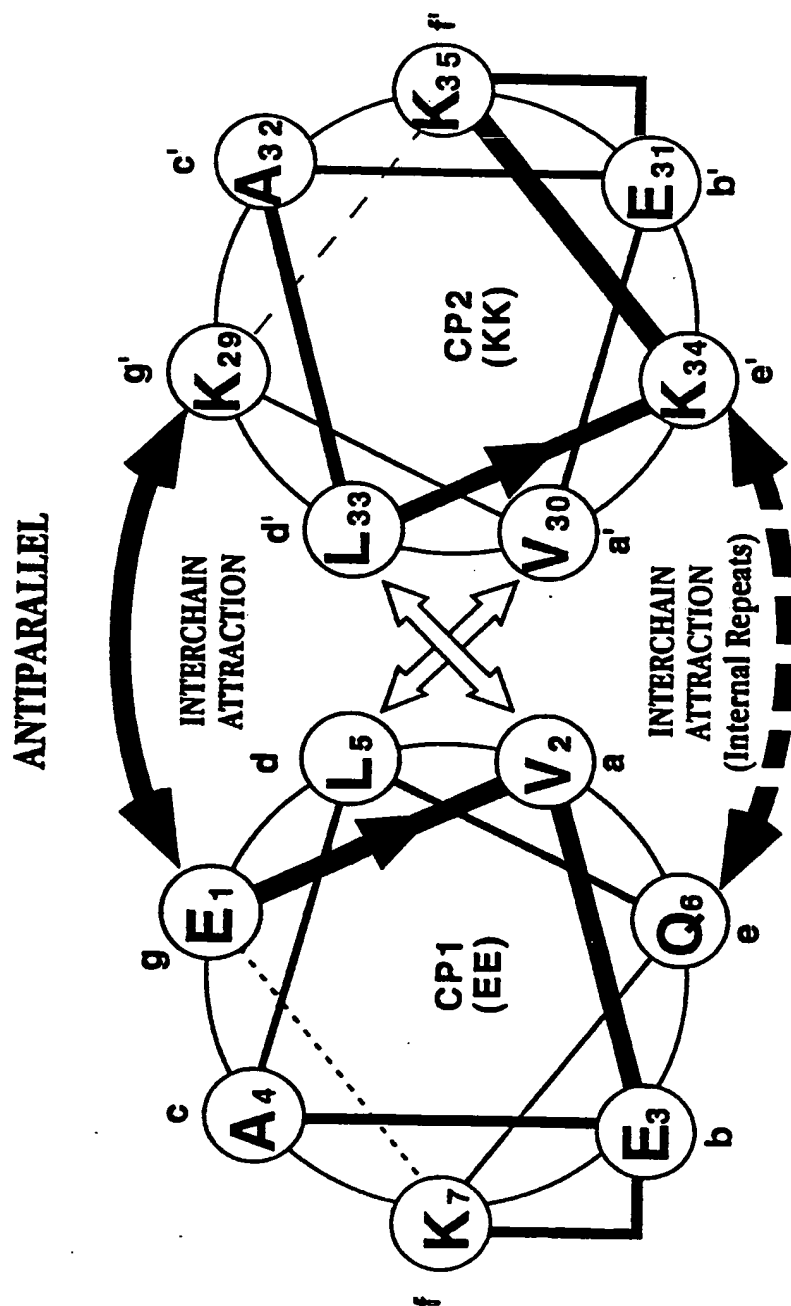 ANTIPARALLEL
INTERCHAIN
ATTRACTION
g
E1
d
L5
c
A4
f
K7
b
E3
a
V2
e
Q6
CP1
(EE)
g'
K29
c'
A32
f'
K35
d'
L33
b'
E31
a'
V30
e'
K34
CP2
(KK)
INTERCHAIN
ATTRACTION
(Internal Repeats)